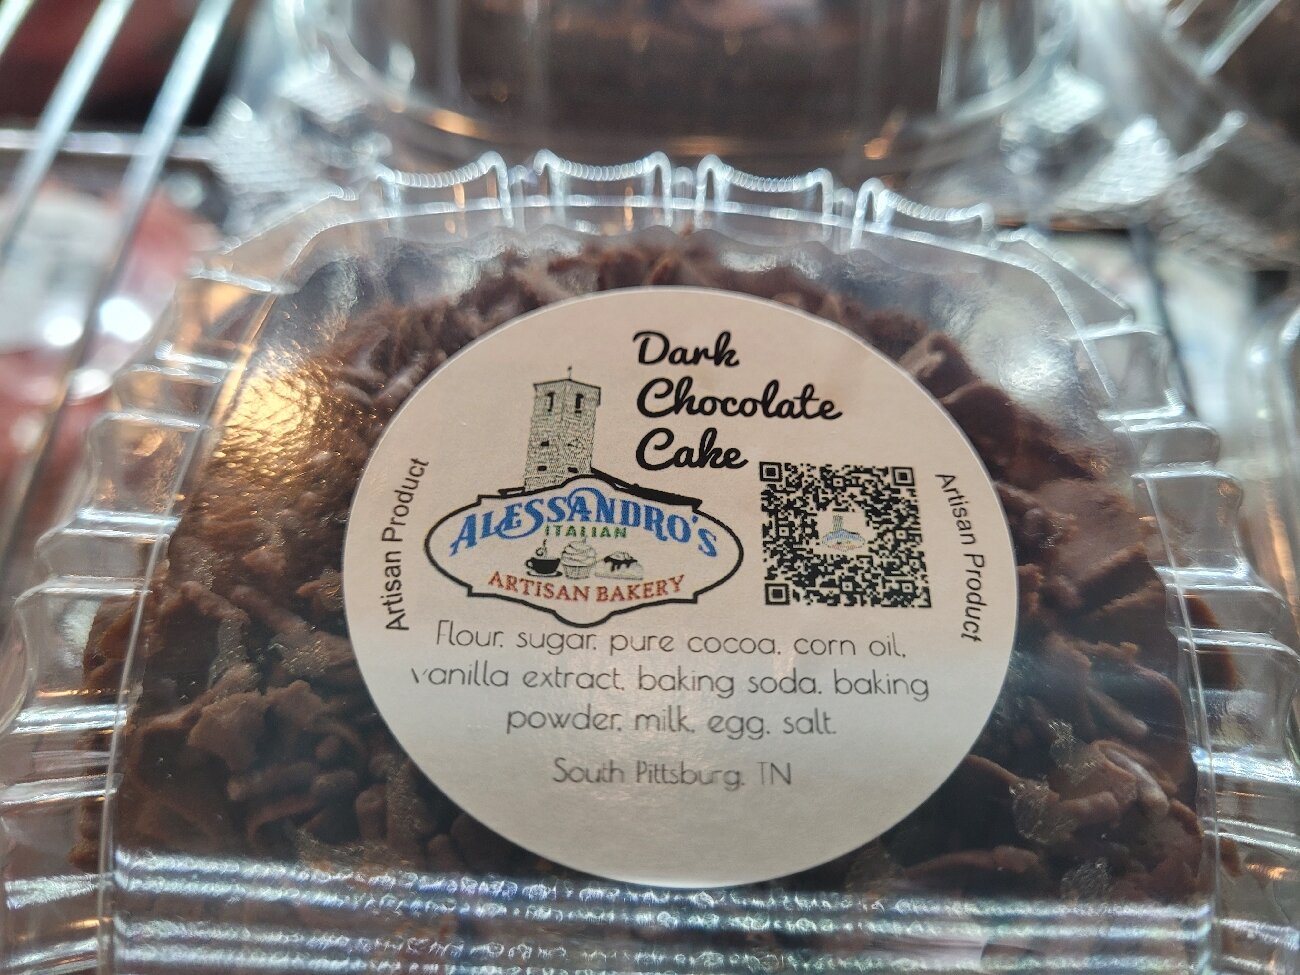 Dark
Chocolate
Cake
Artisan Product
ALESSANDRO'S
ITALIAN
ARTISAN BAKERY
Artisan Product
Flour, sugar, pure cocoa, corn oil,
vanilla extract, baking soda, baking
powder, milk, egg, salt.
South Pittsburg, TN